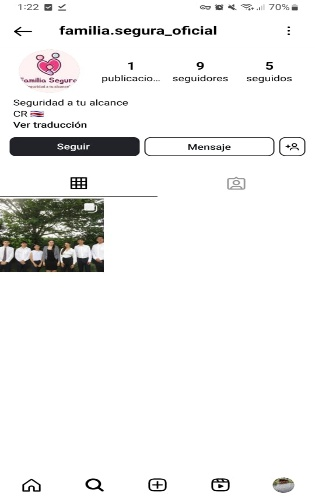 1:22
70%
familia.segura_oficial
Familia Segura
1 9 5
publicacio... seguidores seguidos
Seguridad a tu alcance
CR
Ver traducción
Seguir Mensaje